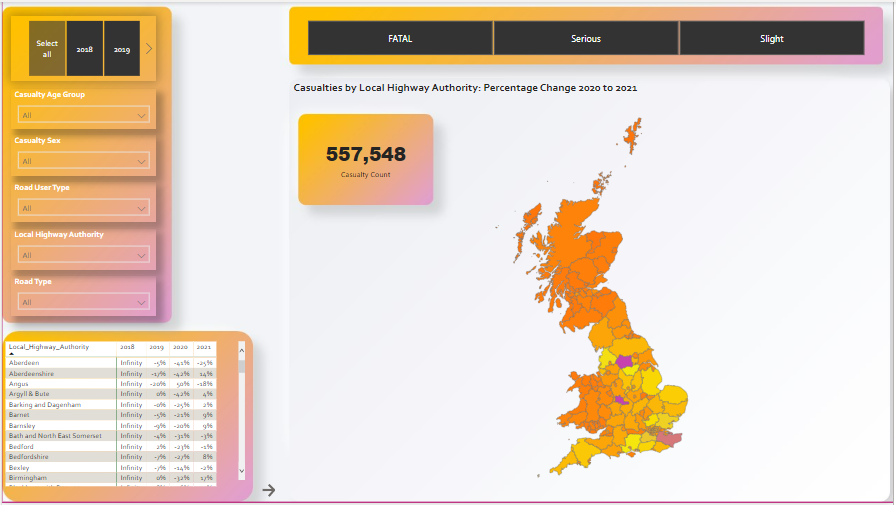 Select all
2018
2019
Casualty Age Group
All
Casualty Sex
All
Road User Type
All
Local Highway Authority
All
Road Type
All
FATAL
Serious
Slight
Casualties by Local Highway Authority: Percentage Change 2020 to 2021
557,548
Casualty Count
Local_Highway_Authority 2018 2019 2020 2021
Aberdeen Infinity -5% -41% -25%
Aberdeenshire Infinity -17% -42% 14%
Angus Infinity -20% 50% -18%
Argyll & Bute Infinity 0% -42% 4%
Barking and Dagenham Infinity -0% -25% 2%
Barnet Infinity -5% -21% 9%
Barnsley Infinity -9% -20% 9%
Bath and North East Somerset Infinity -4% -31% -3%
Bedford Infinity 2% -23% -1%
Bedfordshire Infinity -7% -27% 8%
Bexley Infinity -7% -14% -2%
Birmingham Infinity 0% -32% 17%